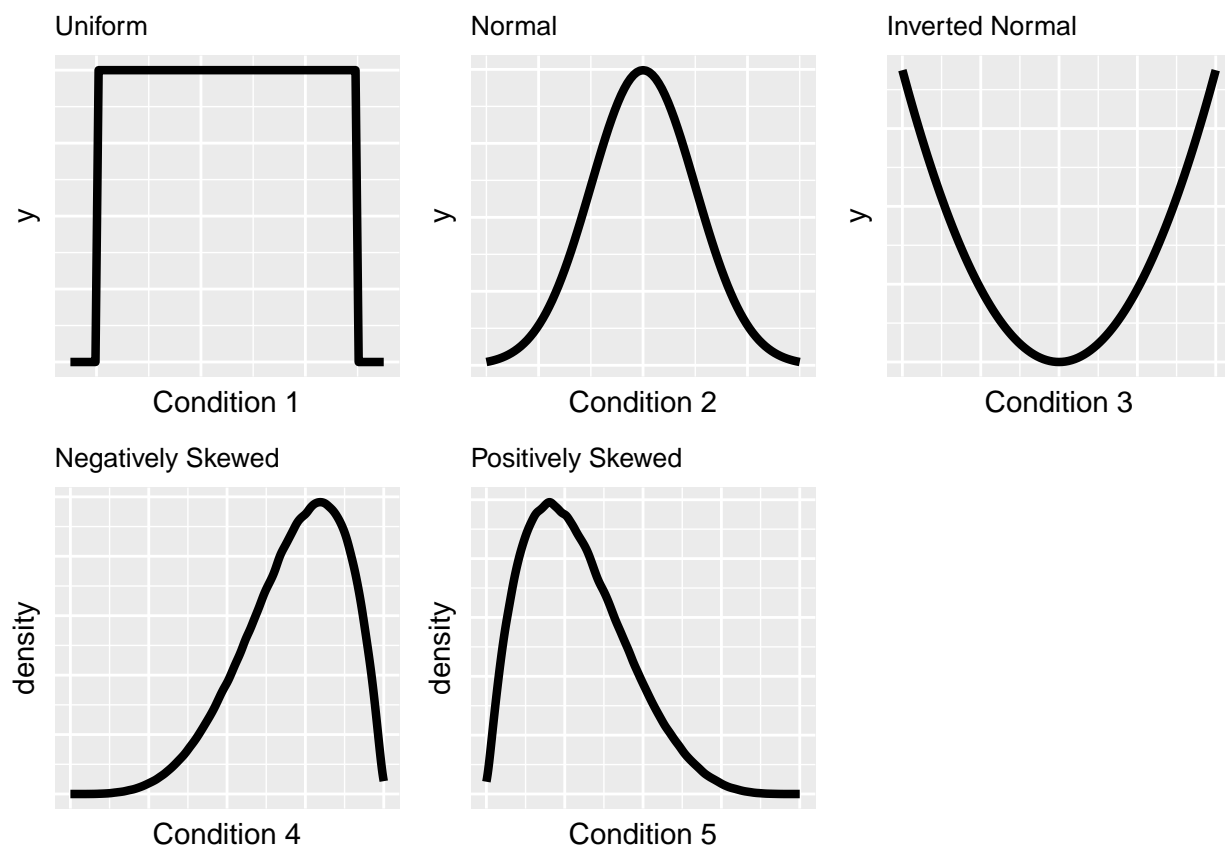 Uniform
y
Condition 1
Normal
y
Condition 2
Inverted Normal
y
Condition 3
Negatively Skewed
density
Condition 4
Positively Skewed
density
Condition 5